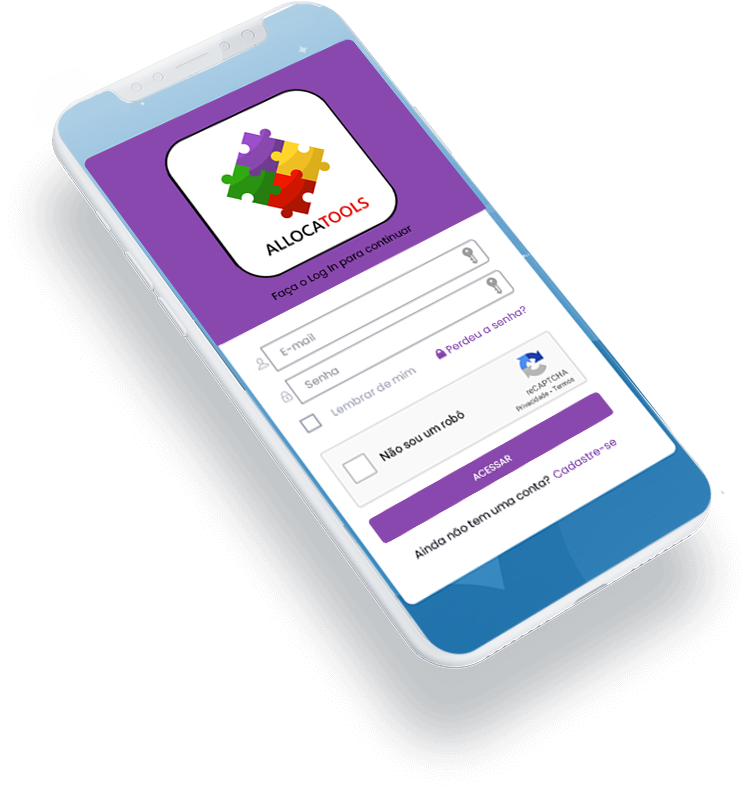 ALLOCATOOLS
Faça o Log In para continuar
E-mail
Senha
Lembrar de mim
Perdeu a senha?
Não sou um robô
reCAPTCHA
Privacidade • Termos
ACESSAR
Ainda não tem uma conta? Cadastre-se